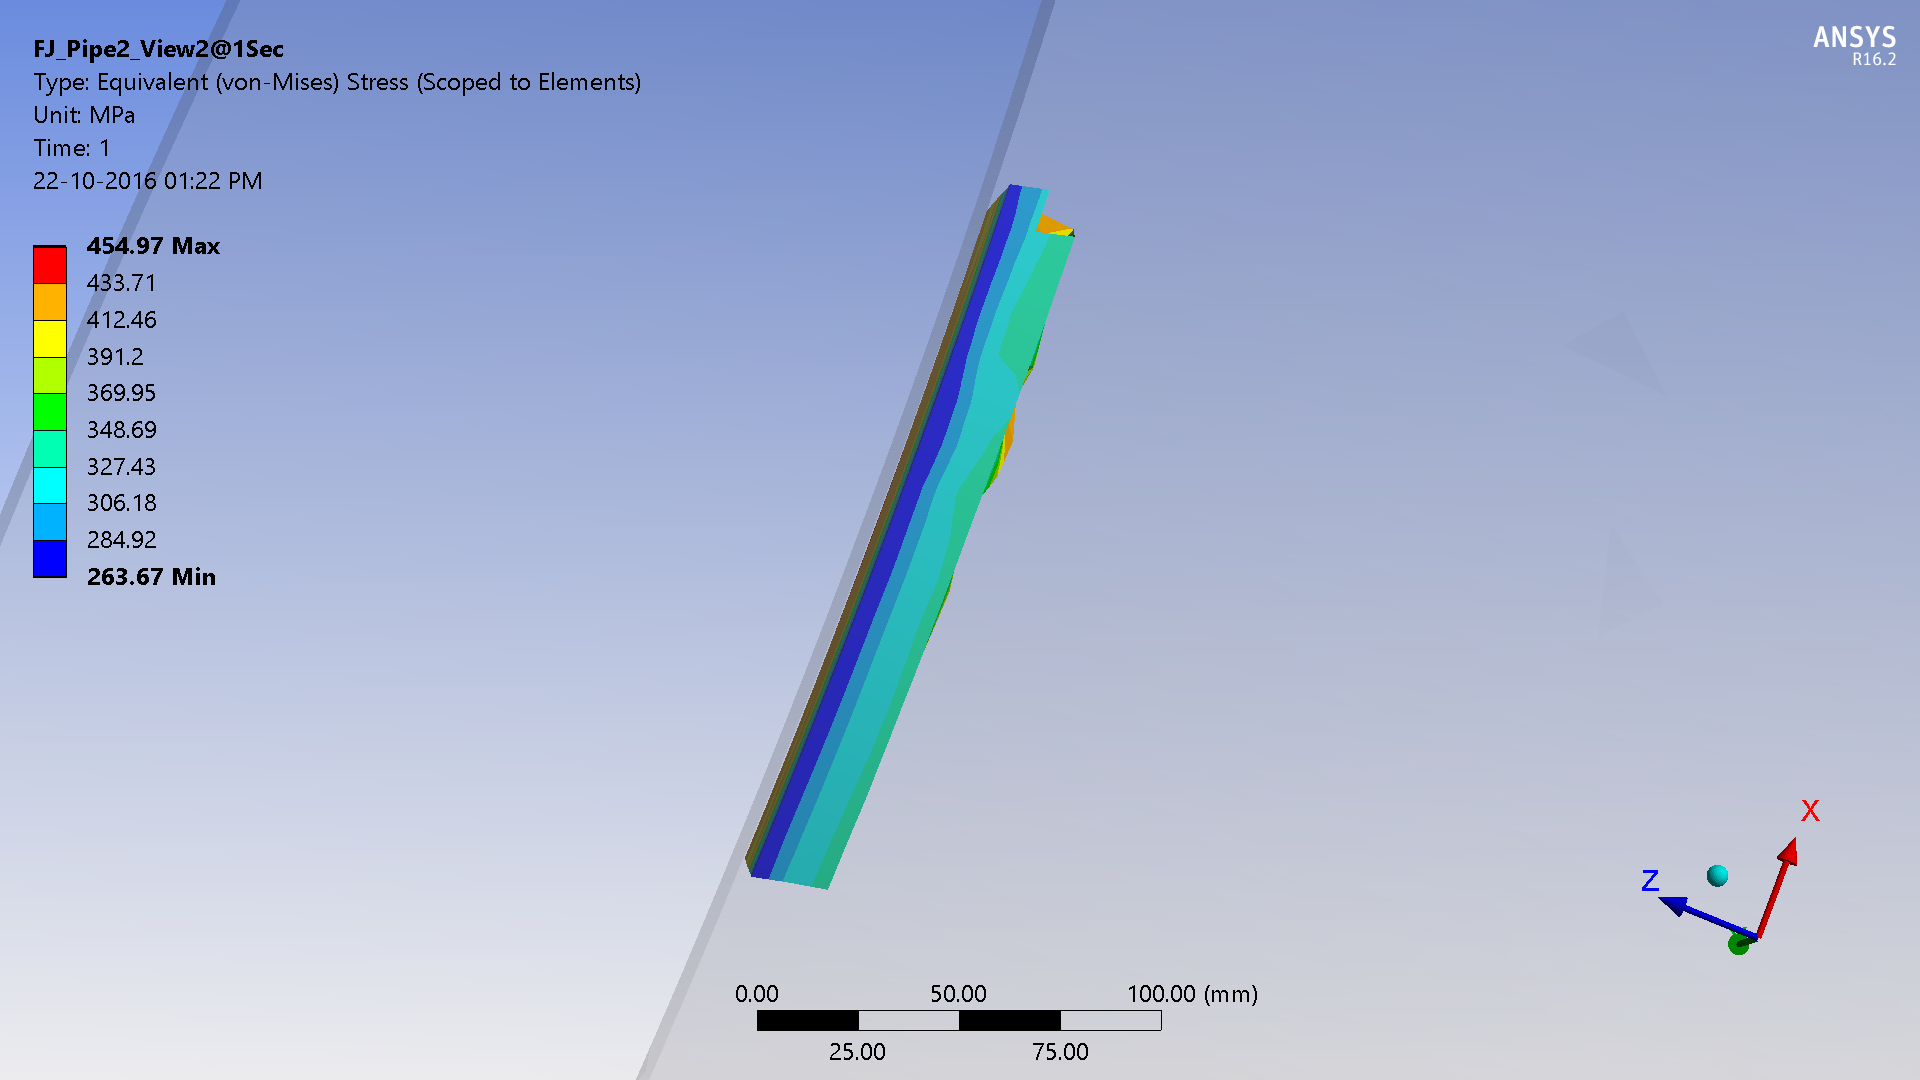 FJ_Pipe2_View2@1Sec
Type: Equivalent (von-Mises) Stress (Scoped to Elements)
Unit: MPa
Time: 1
22-10-2016 01:22 PM
ANSYS
R16.2
454.97 Max
433.71
412.46
391.2
369.95
348.69
327.43
306.18
284.92
263.67 Min
X
Z
0.00 50.00 100.00 (mm)
25.00 75.00